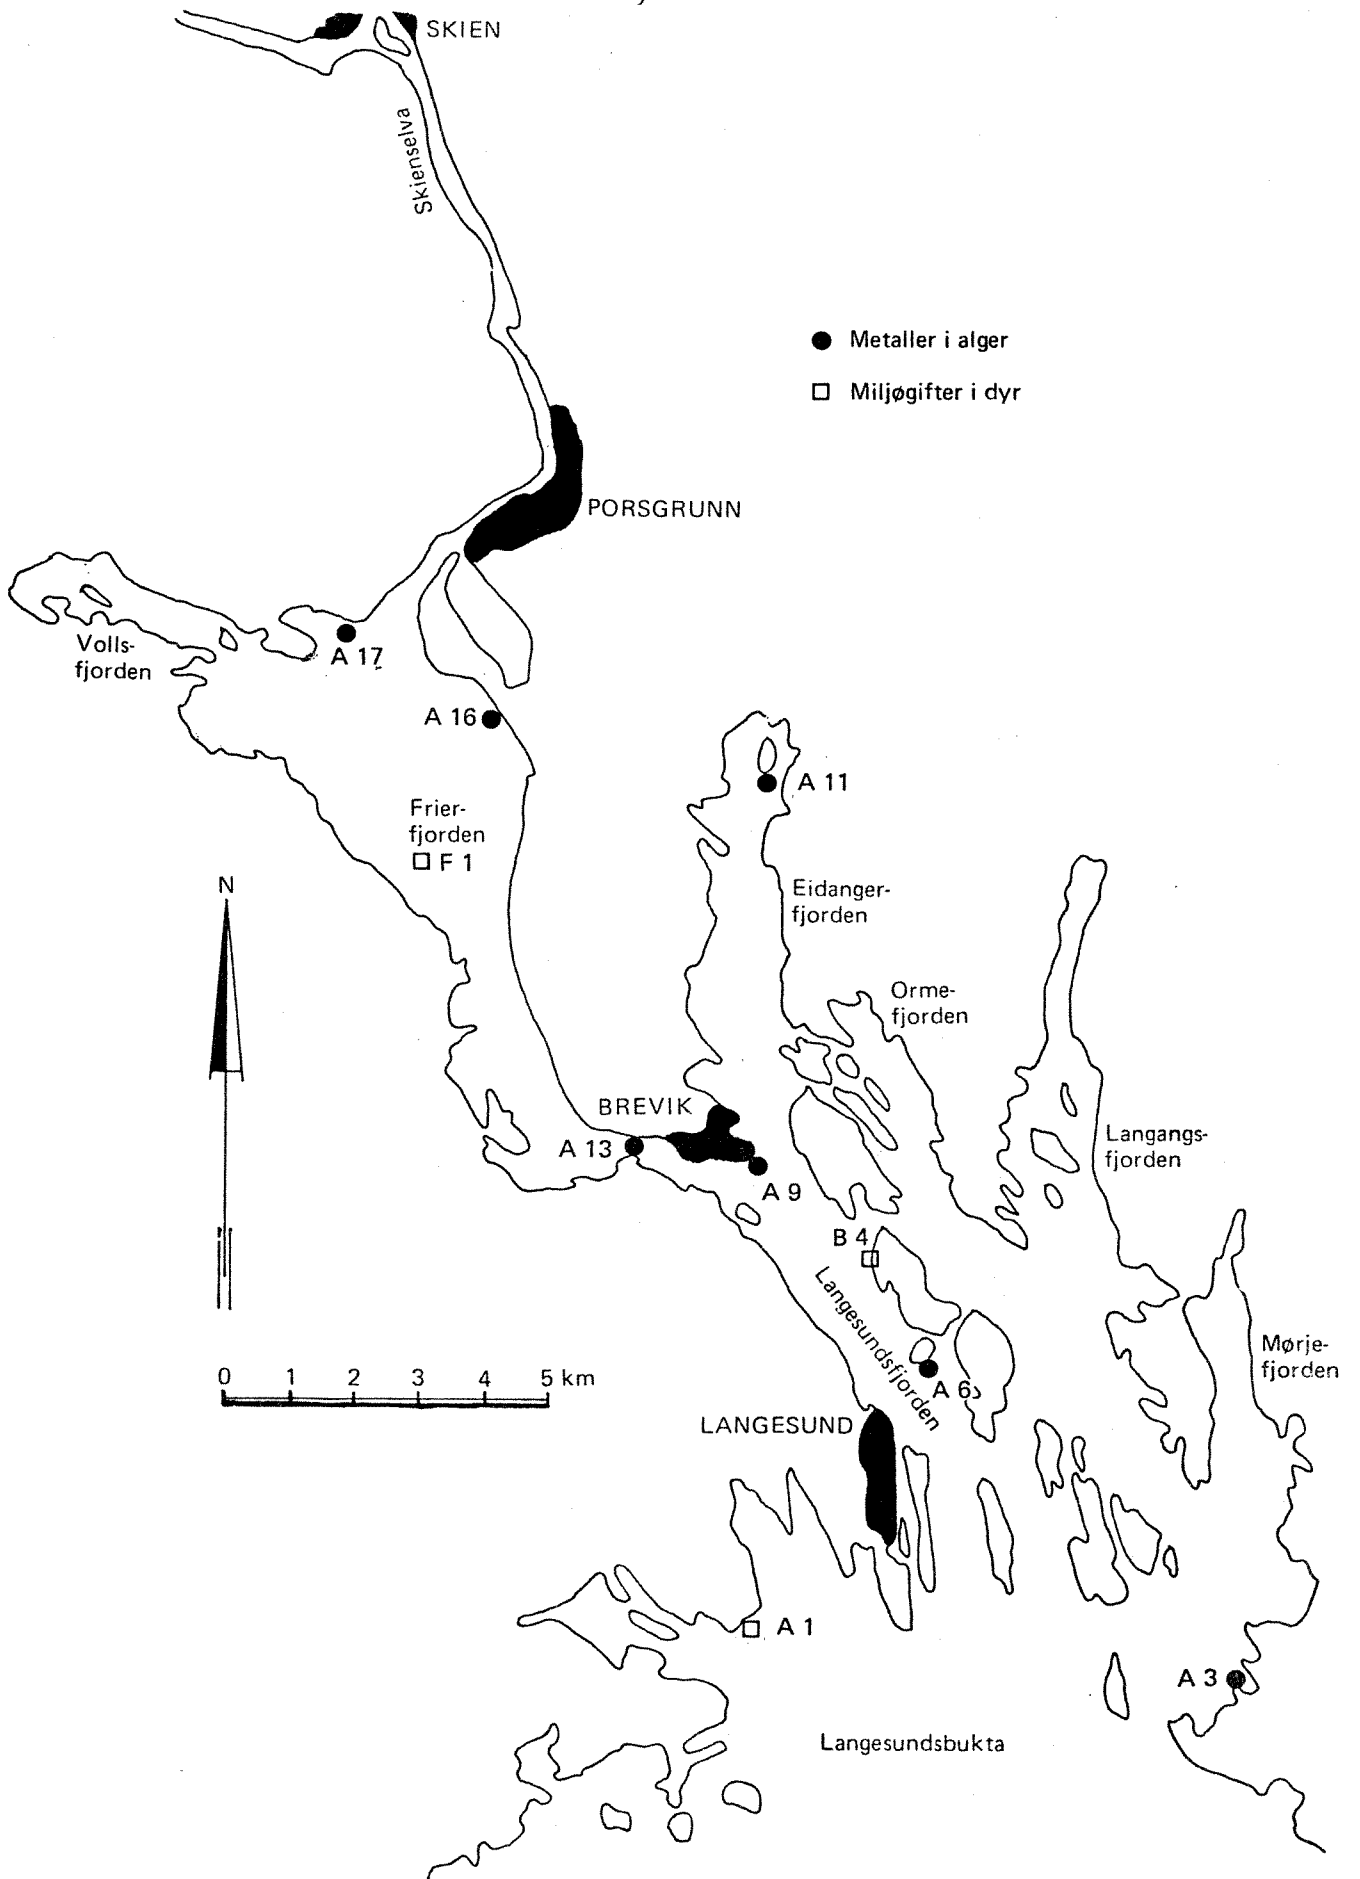 SKIEN
Skienselva
Metaller i alger
Miljøgifter i dyr
PORSGRUNN
Volls-
fjorden
A 17
A 16
A 11
Frier-
fjorden
F 1
N
Eidanger-
fjorden
Orme-
fjorden
BREVIK
A 13
Langangs-
fjorden
A 9
B 4
Langesundsfjorden
A 6
0 1 2 3 4 5 km
Mørje-
fjorden
LANGESUND
A 1
A 3
Langesundsbukta